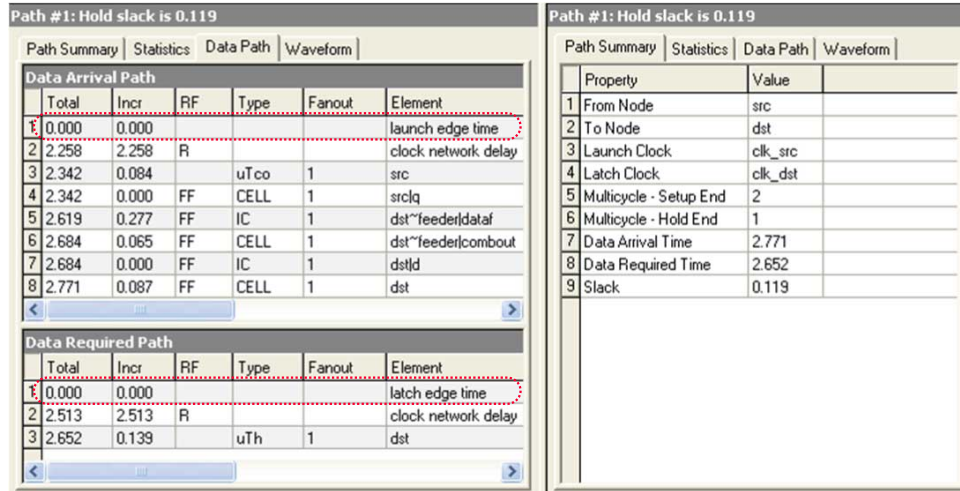 Path #1: Hold slack is 0.119
Path Summary Statistics Data Path Waveform
Data Arrival Path
Total Incr RF Type Fanout Element
1 0.000 0.000 launch edge time
2 2.258 2.258 R clock network delay
3 2.342 0.084 uTco 1 src
4 2.342 0.000 FF CELL 1 src|q
5 2.619 0.277 FF IC 1 dst~feeder|dataf
6 2.684 0.065 FF CELL 1 dst~feeder|combout
7 2.684 0.000 FF IC 1 dst|d
8 2.771 0.087 FF CELL 1 dst
Data Required Path
Total Incr RF Type Fanout Element
1 0.000 0.000 latch edge time
2 2.513 2.513 R clock network delay
3 2.652 0.139 uTh 1 dst
Path #1: Hold slack is 0.119
Path Summary Statistics Data Path Waveform
Property Value
1 From Node src
2 To Node dst
3 Launch Clock clk_src
4 Latch Clock clk_dst
5 Multicycle - Setup End 2
6 Multicycle - Hold End 1
7 Data Arrival Time 2.771
8 Data Required Time 2.652
9 Slack 0.119